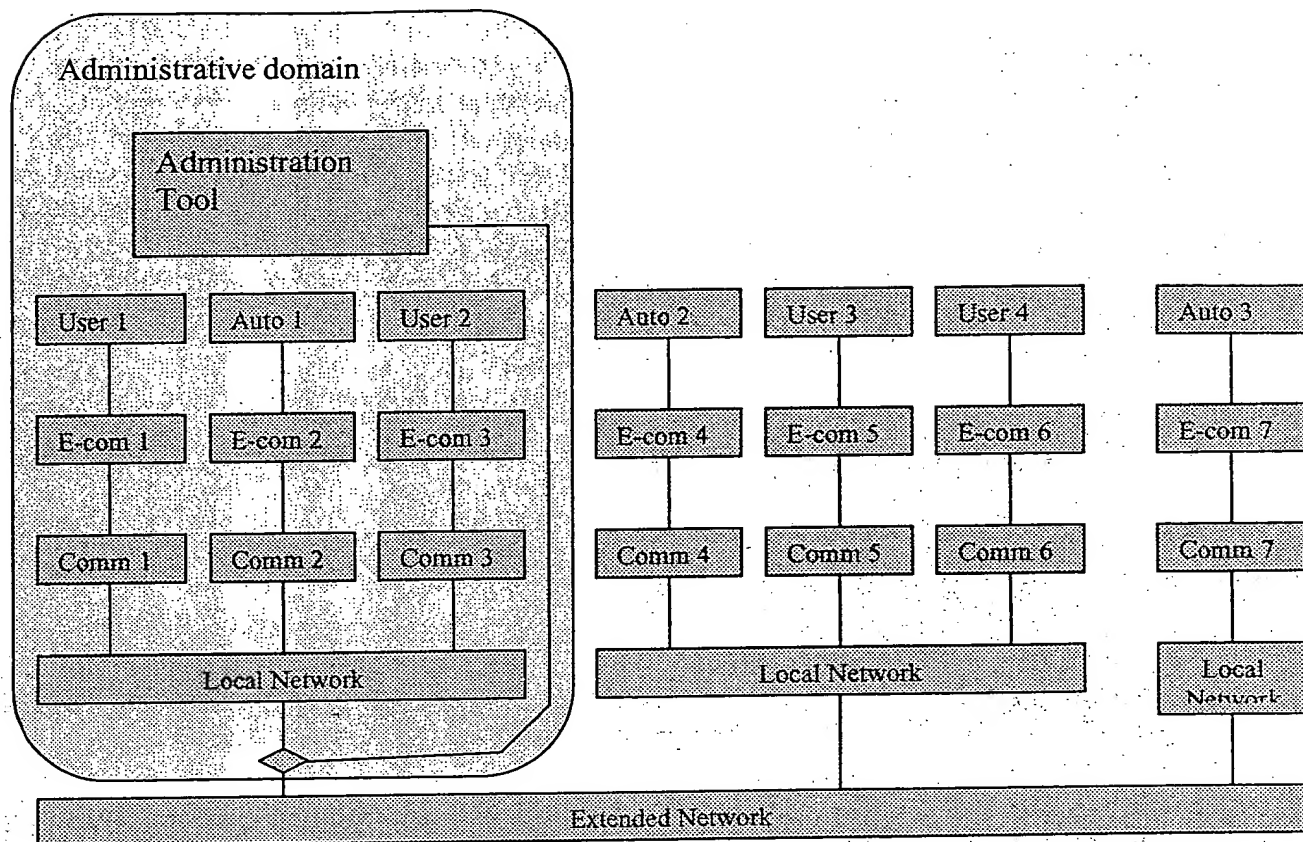 Administrative domain
Administration
Tool
User 1
Auto 1
User 2
Auto 2
User 3
User 4
Auto 3
E-com 1
E-com 2
E-com 3
E-com 4
E-com 5
E-com 6
E-com 7
Comm 1
Comm 2
Comm 3
Comm 4
Comm 5
Comm 6
Comm 7
Local Network
Local Network
Local
Network
Extended Network